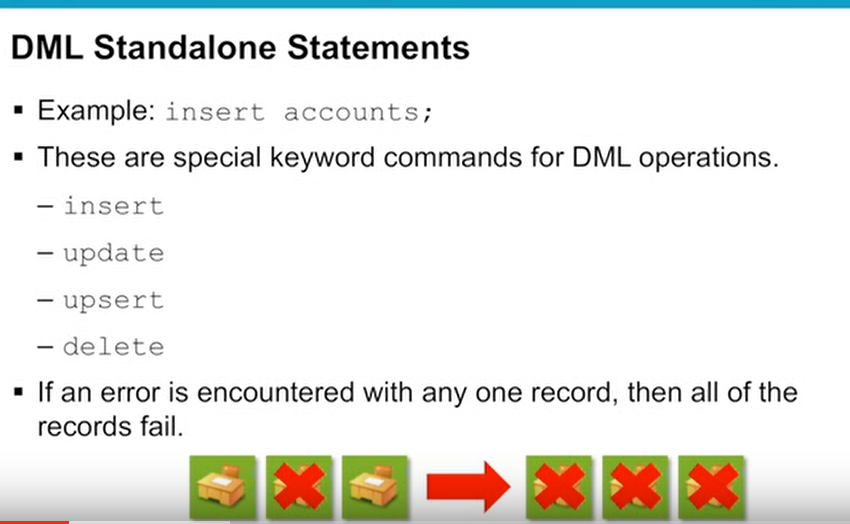 DML Standalone Statements
▪ Example: insert accounts;
▪ These are special keyword commands for DML operations.
– insert
– update
– upsert
– delete
▪ If an error is encountered with any one record, then all of the
records fail.